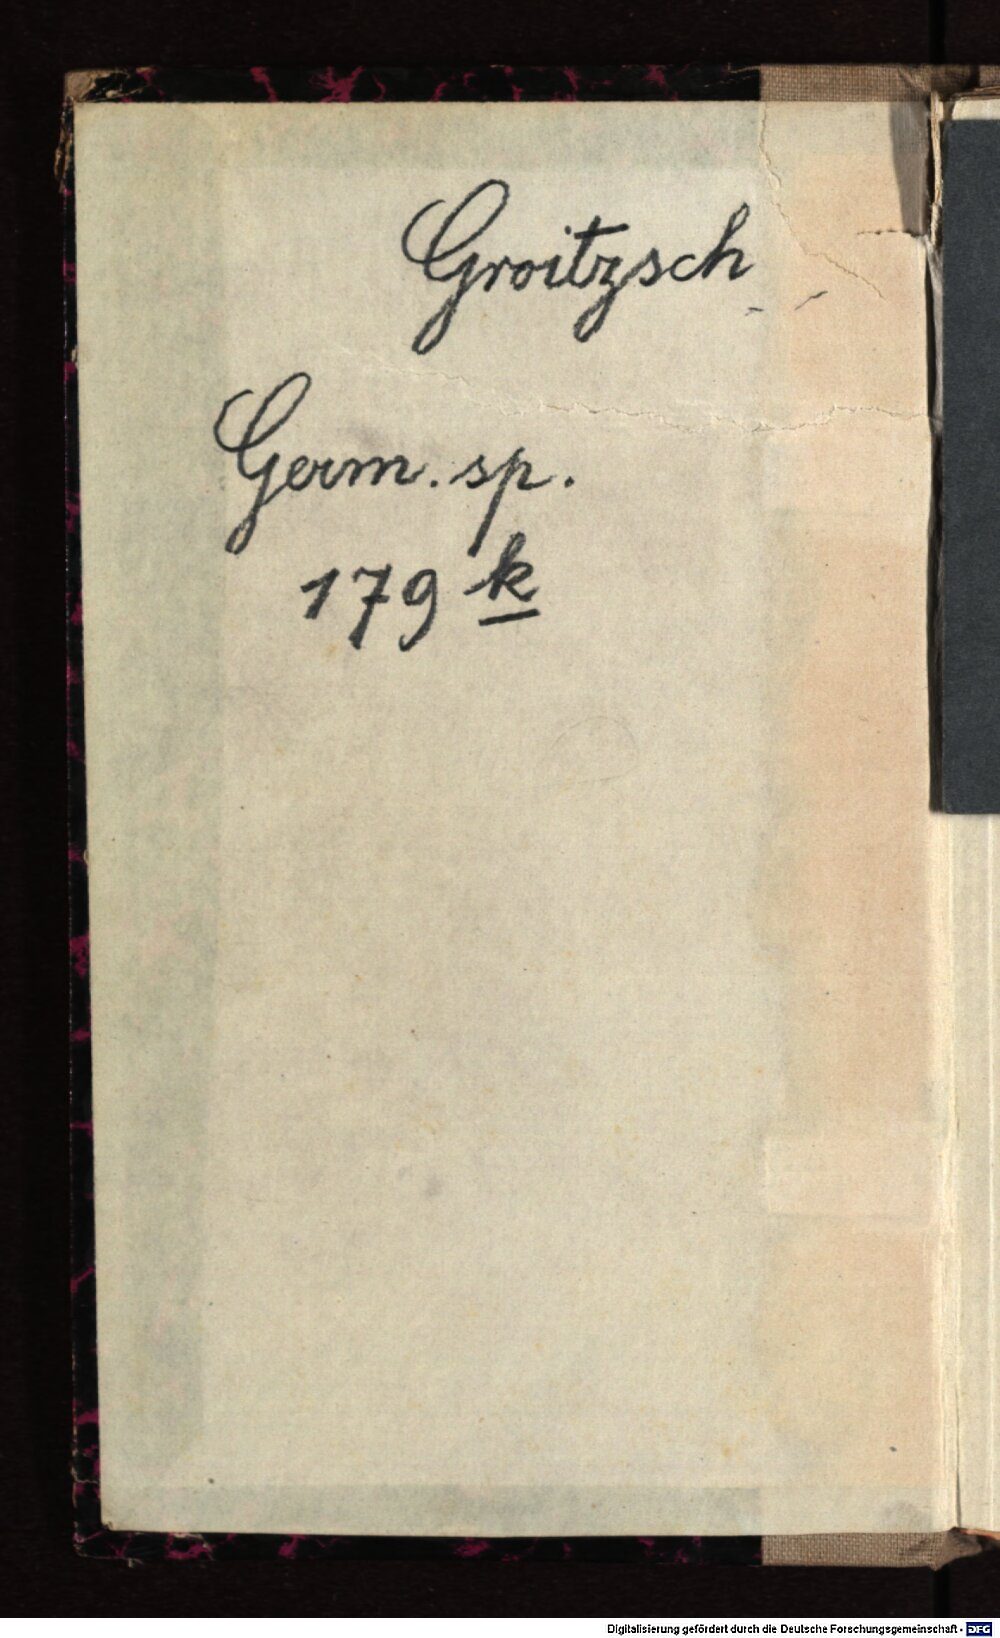 Groitzsch
Germ. sp.
179 k
Digitalisierung gefördert durch die Deutsche Forschungsgemeinschaft - DFG